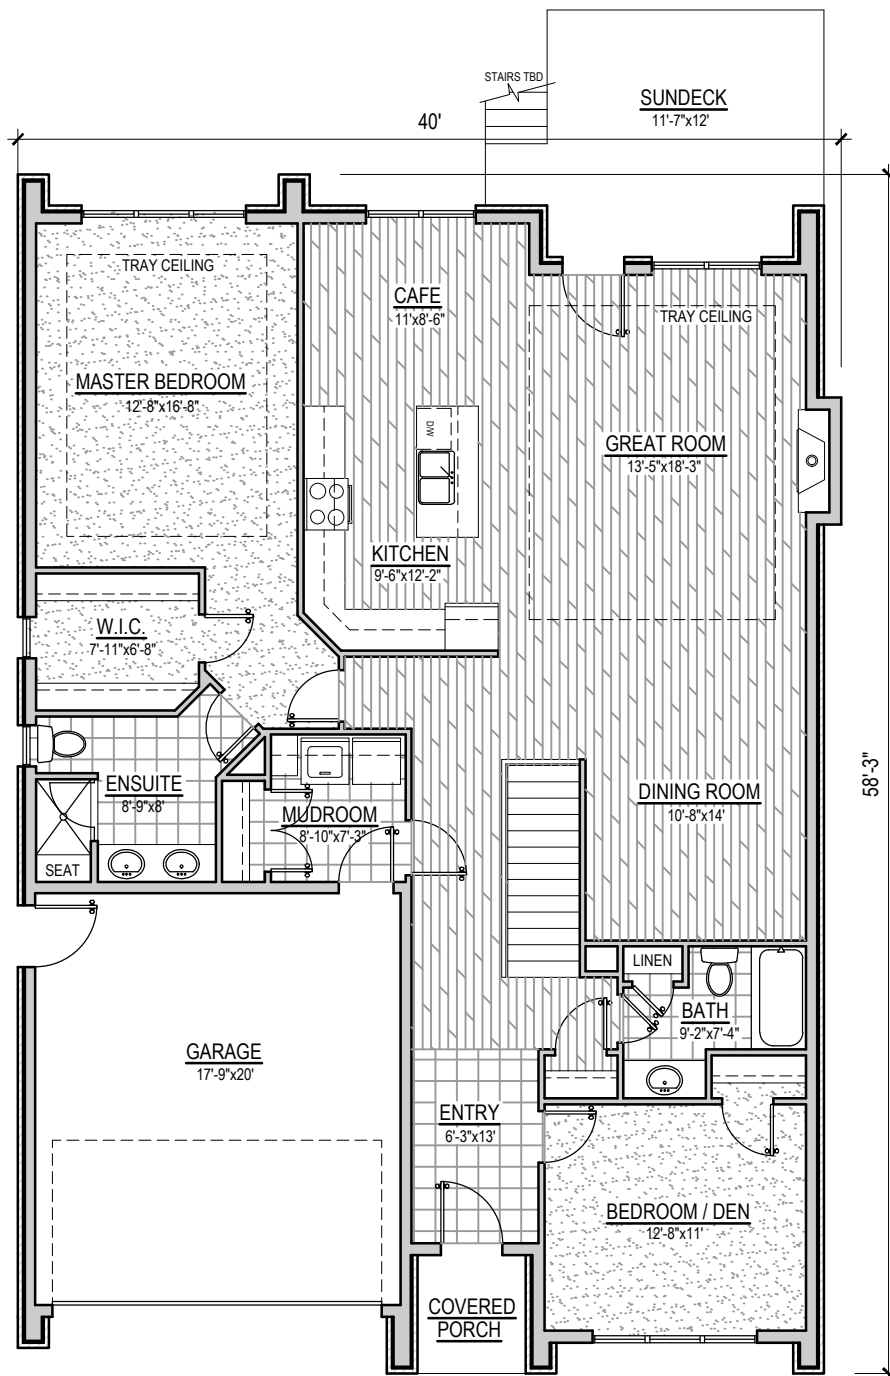 STAIRS TBD
SUNDECK
11'-7"x12'
40'
TRAY CEILING
CAFE
11'x8'-6"
TRAY CEILING
MASTER BEDROOM
12'-8"x16'-8"
D/W
GREAT ROOM
13'-5"x18'-3"
KITCHEN
9'-6"x12'-2"
W.I.C.
7'-11"x6'-8"
58'-3"
ENSUITE
8'-9"x8'
MUDROOM
8'-10"x7'-3"
DINING ROOM
10'-8"x14'
SEAT
LINEN
BATH
9'-2"x7'-4"
GARAGE
17'-9"x20'
ENTRY
6'-3"x13'
BEDROOM / DEN
12'-8"x11'
COVERED
PORCH